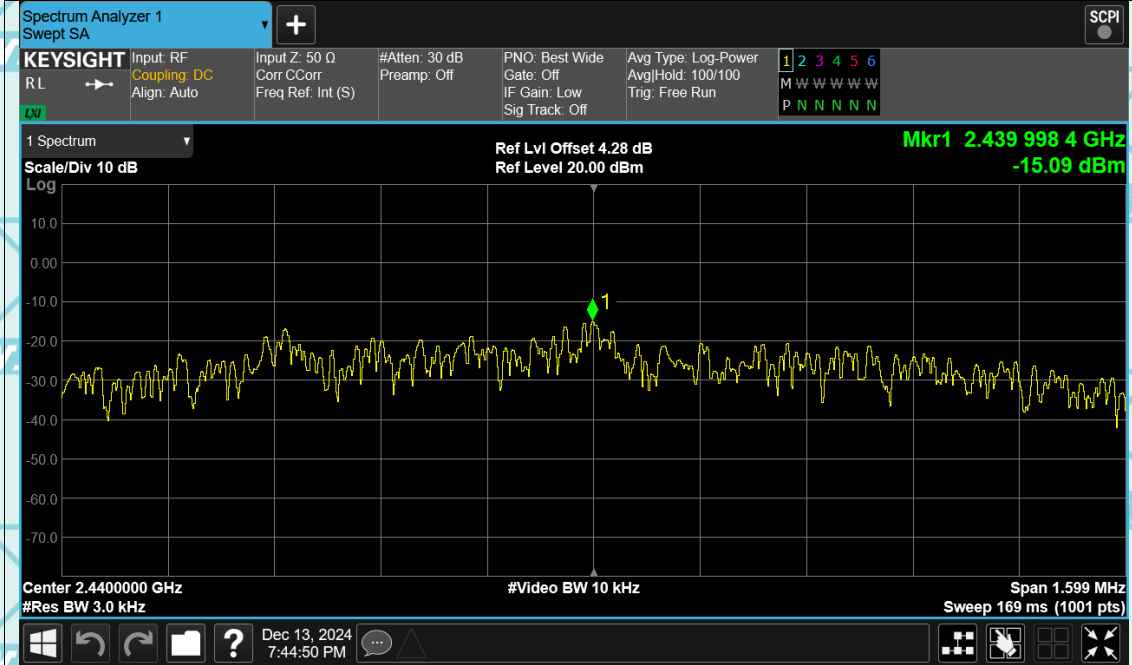 Spectrum Analyzer 1
Swept SA
+
SCPI
KEYSIGHT
RL
LXI
Input: RF
Coupling: DC
Align: Auto
Input Z: 50 Ω
Corr CCorr
Freq Ref: Int (S)
#Atten: 30 dB
Preamp: Off
PNO: Best Wide
Gate: Off
IF Gain: Low
Sig Track: Off
Avg Type: Log-Power
Avg|Hold: 100/100
Trig: Free Run
1 2 3 4 5 6
M W W W W W
P N N N N N
1 Spectrum
Scale/Div 10 dB
Log
Ref Lvl Offset 4.28 dB
Ref Level 20.00 dBm
Mkr1 2.439 998 4 GHz
-15.09 dBm
10.0
0.00
-10.0
-20.0
-30.0
-40.0
-50.0
-60.0
-70.0
1
Center 2.4400000 GHz
#Res BW 3.0 kHz
#Video BW 10 kHz
Span 1.599 MHz
Sweep 169 ms (1001 pts)
?
Dec 13, 2024
7:44:50 PM